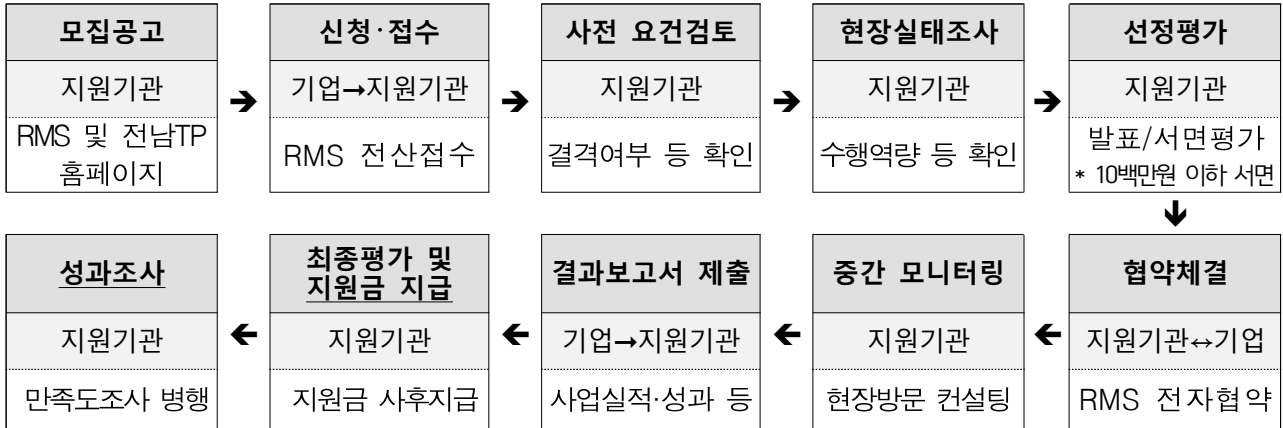 모집공고
지원기관
RMS 및 전남TP
홈페이지
➔
신청·접수
기업→지원기관
RMS 전산접수
➔
사전 요건검토
지원기관
결격여부 등 확인
➔
현장실태조사
지원기관
수행역량 등 확인
➔
선정평가
지원기관
발표/서면평가
* 10백만원 이하 서면
🡻
협약체결
지원기관↔기업
RMS 전자협약
🡸
중간 모니터링
지원기관
현장방문 컨설팅
🡸
결과보고서 제출
기업→지원기관
사업실적·성과 등
🡸
최종평가 및
지원금 지급
지원기관
지원금 사후지급
🡸
성과조사
지원기관
만족도조사 병행